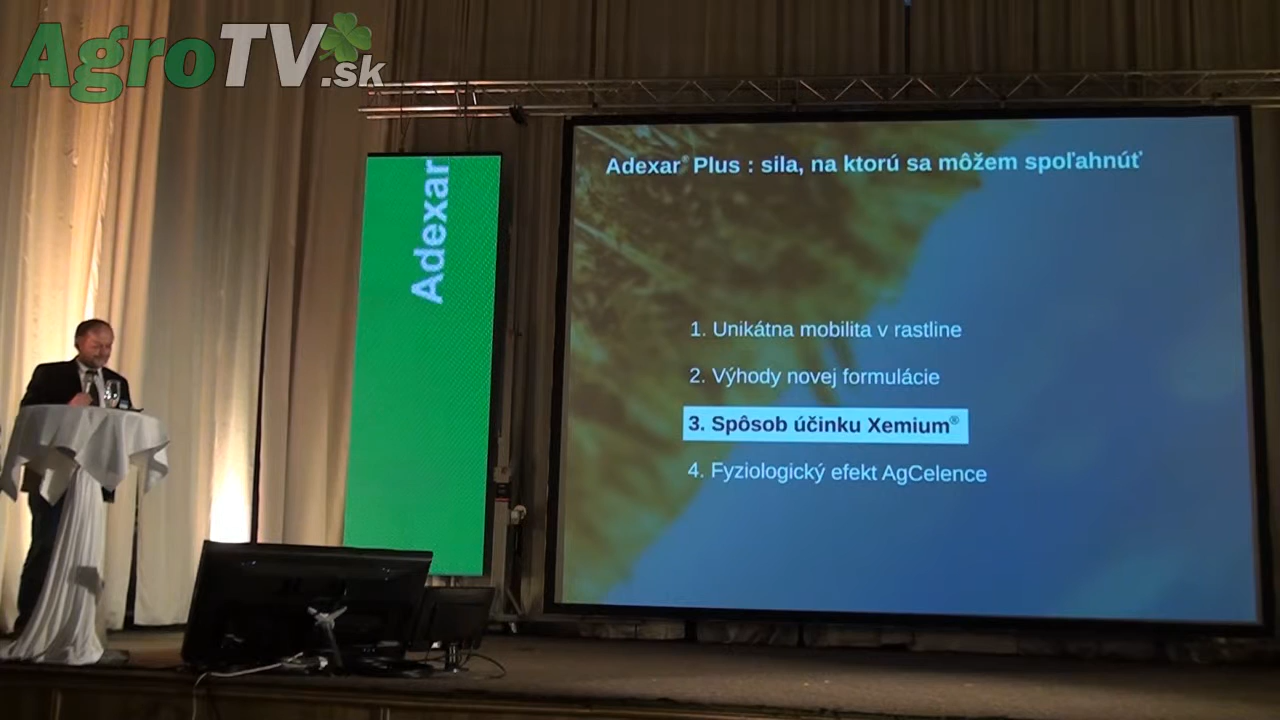 AgroTV.sk
Adexar
Adexar® Plus : sila, na ktorú sa môžem spoľahnúť
1. Unikátna mobilita v rastline
2. Výhody novej formulácie
3. Spôsob účinku Xemium®
4. Fyziologický efekt AgCelence